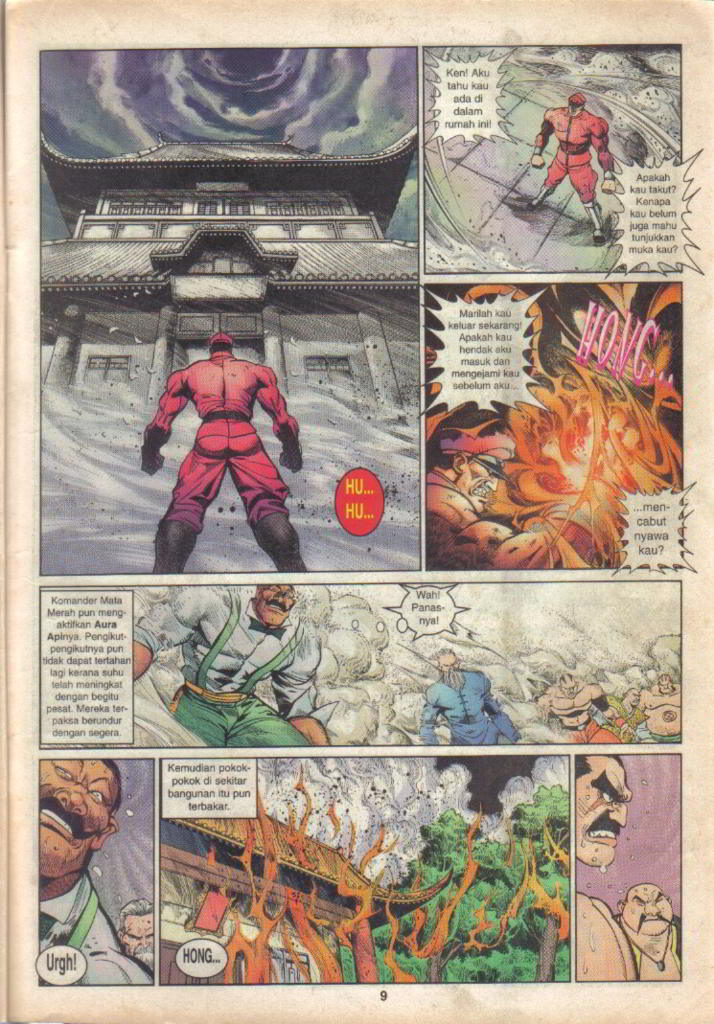 HU...
HU...
Ken! Aku
tahu kau
ada di
dalam
rumah ini!
Apakah
kau takut?
Kenapa
kau belum
juga mahu
tunjukkan
muka kau?
Marilah kau
keluar sekarang!
Apakah kau
hendak aku
masuk dan
mengejami kau
sebelum aku...
HONG...
...men-
cabut
nyawa
kau?
Komander Mata
Merah pun meng-
aktifkan Aura
Apinya. Pengikut-
pengikutnya pun
tidak dapat tertahan
lagi kerana suhu
telah meningkat
dengan begitu
pesat. Mereka ter-
paksa berundur
dengan segera.
Wah!
Panas-
nya!
Urgh!
Kemudian pokok-
pokok di sekitar
bangunan itu pun
terbakar.
HONG...
9